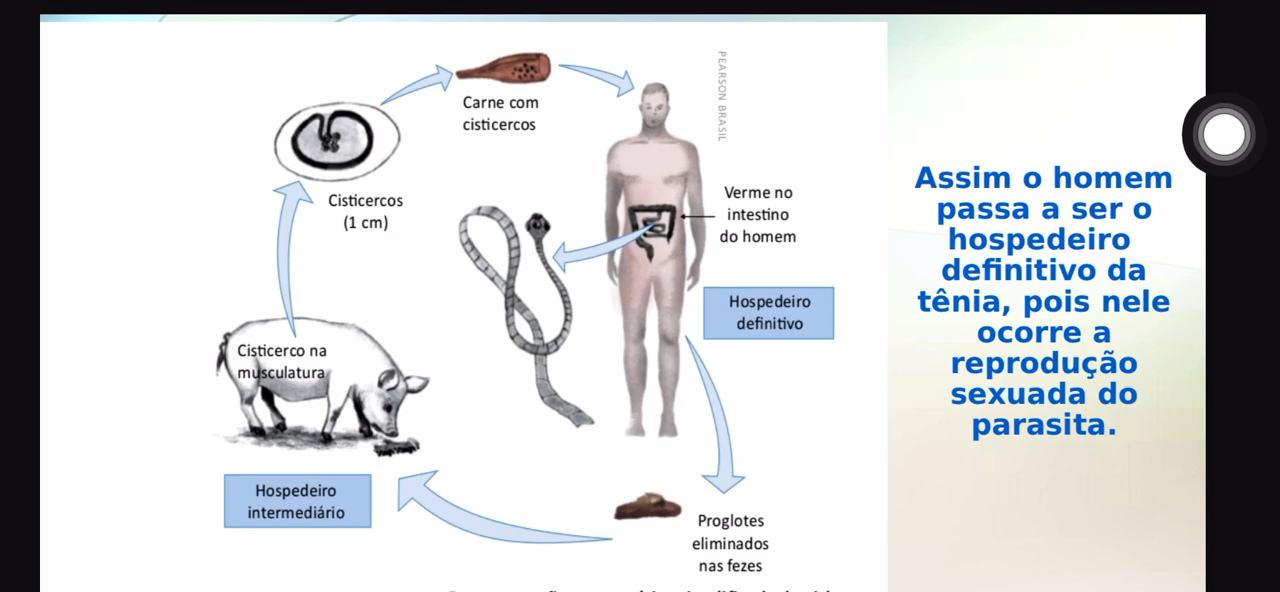 Carne com
cisticercos
PEARSON BRASIL
Cisticercos
(1 cm)
Verme no
intestino
do homem
Hospedeiro
definitivo
Cisticerco na
musculatura
Hospedeiro
intermediário
Proglotes
eliminados
nas fezes
Assim o homem
passa a ser o
hospedeiro
definitivo da
tênia, pois nele
ocorre a
reprodução
sexuada do
parasita.